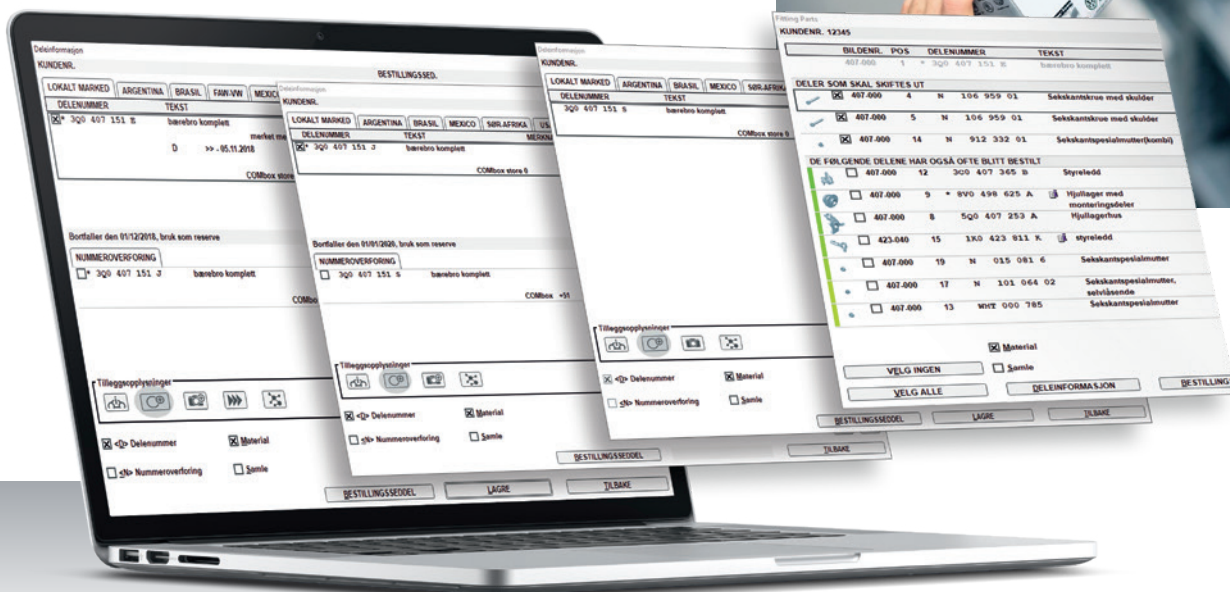 Deleinformasjon
KUNDENR.
BESTILLINGSSED.
LOKALT MARKED ARGENTINA BRASIL FAW-VW MEXICO
DELENUMMER TEKST
* 3Q0 407 151 B bærebro komplett
merket me
D >> - 05.11.2018
COMbox store
Bortfaller den 01/12/2018, bruk som reserve
NUMMEROVERFORING
* 3Q0 407 151 J bærebro komplett
COMbo
Tilleggsopplysninger
<D> Delenummer Material
<N> Nummeroverforing Samle
BESTILLINGSSEDDEL LAGRE TILBAKE
Deleinformasjon
KUNDENR.
LOKALT MARKED ARGENTINA BRASIL MEXICO SØR.AFRIKA US
DELENUMMER TEKST MERKNA
* 3Q0 407 151 J bærebro komplett
COMbox store 0
Bortfaller den 01/01/2020, bruk som reserve
NUMMEROVERFORING
3Q0 407 151 S bærebro komplett
COMbox +51
Tilleggsopplysninger
<D> Delenummer Material
<N> Nummeroverforing Samle
BESTILLINGSSEDDEL TILBAKE
Deleinformasjon
KUNDENR.
LOKALT MARKED ARGENTINA BRASIL MEXICO SØR.AFRIKA
DELENUMMER TEKST
3Q0 407 151 S bærebro komplett
COMbox store 0
Tilleggsopplysninger
<D> Delenummer Material
<N> Nummeroverforing Samle
BESTILLINGSSEDDEL LAGRE TILBAKE
Fitting Parts
KUNDENR. 12345
BILDENR. POS DELENUMMER TEKST
407-000 1 * 3Q0 407 151 B bærebro komplett
DELER SOM SKAL SKIFTES UT
407-000 4 N 106 959 01 Sekskantskrue med skulder
407-000 5 N 106 959 01 Sekskantskrue med skulder
407-000 14 N 912 332 01 Sekskantspesialmutter(kombi)
DE FØLGENDE DELENE HAR OGSÅ OFTE BLITT BESTILT
407-000 12 3Q0 407 365 B Styreledd
407-000 9 * 8V0 498 625 A Hjullager med
monteringsdeler
407-000 8 5Q0 407 253 A Hjullagerhus
423-040 15 1K0 423 811 K styreledd
407-000 19 N 015 081 6 Sekskantspesialmutter
407-000 17 N 101 064 02 Sekskantspesialmutter,
selvlåsende
407-000 13 WHT 000 785 Sekskantspesialmutter
Material
Samle
VELG INGEN
VELG ALLE DELEINFORMASJON BESTILLING